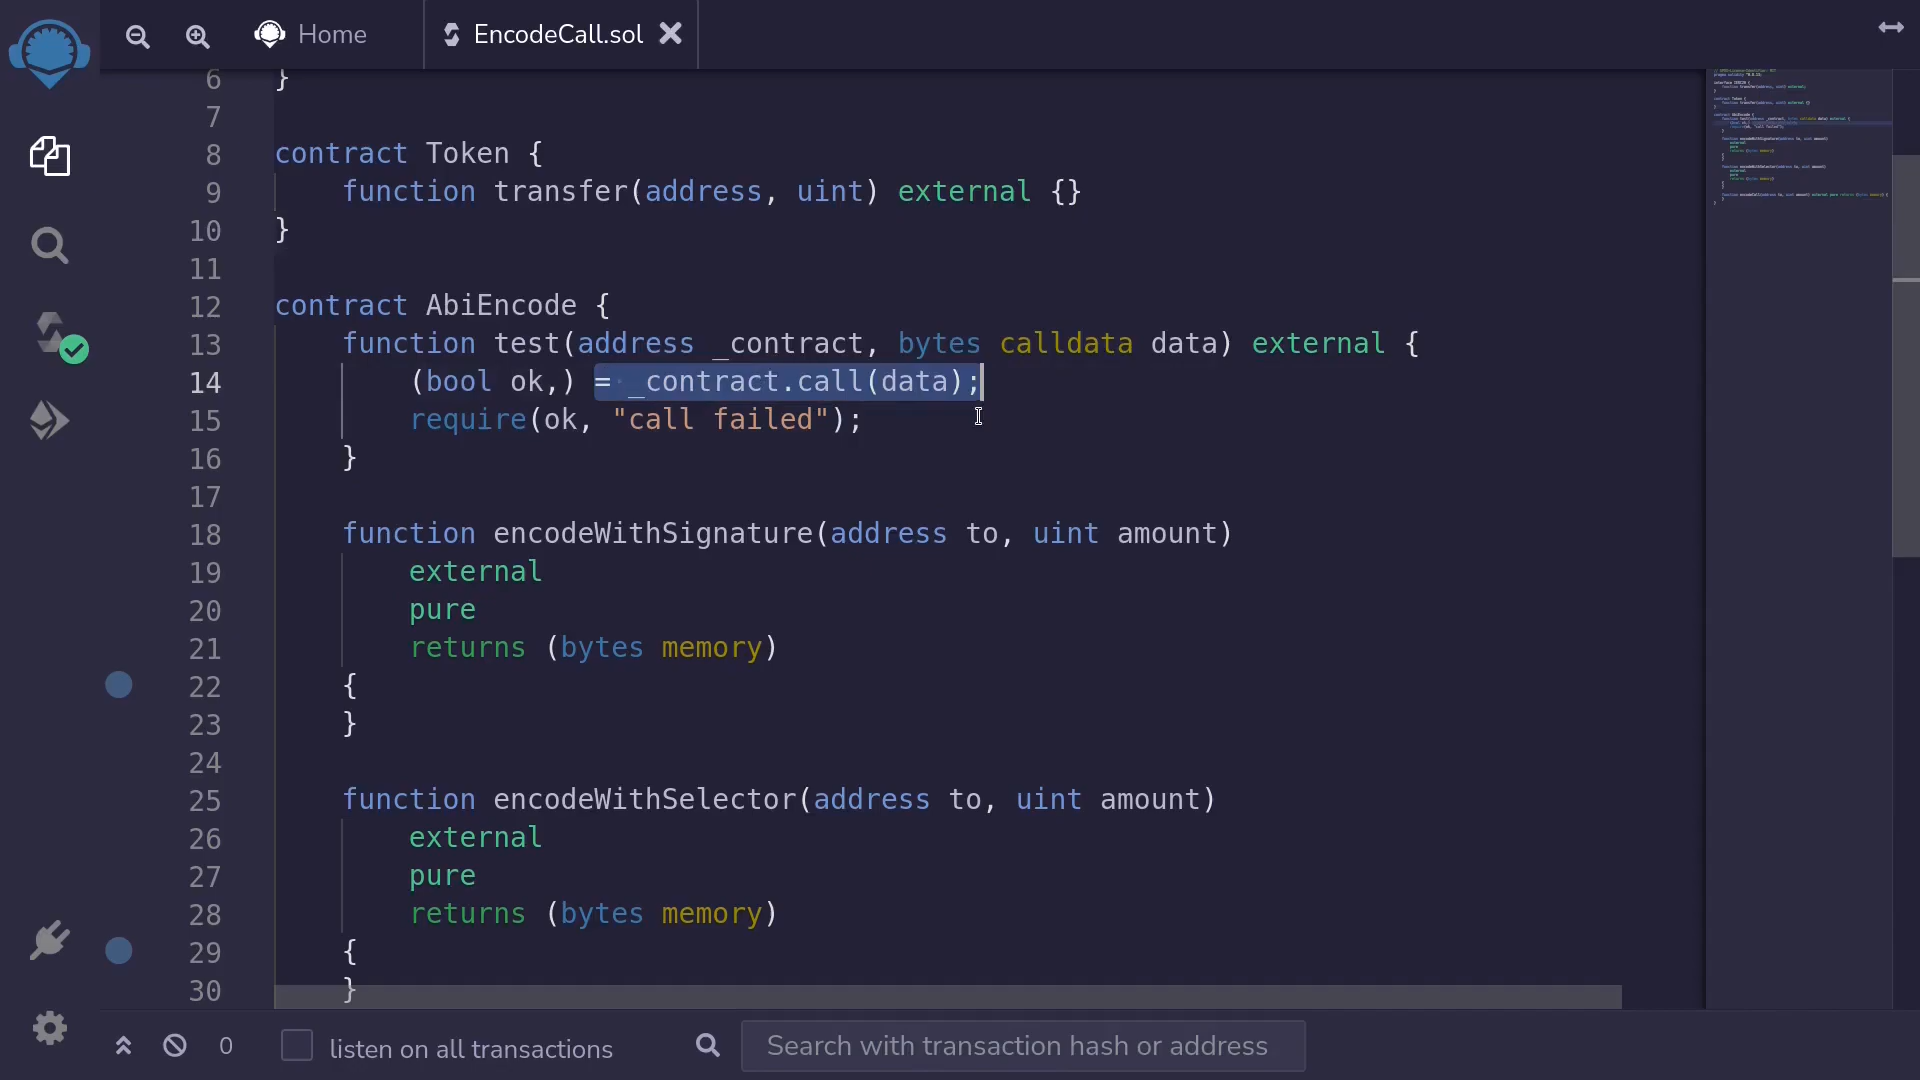 Home
EncodeCall.sol
6 }
7
8 contract Token {
9 function transfer(address, uint) external {}
10 }
11
12 contract AbiEncode {
13 function test(address _contract, bytes calldata data) external {
14 (bool ok,) = _contract.call(data);
15 require(ok, "call failed");
16 }
17
18 function encodeWithSignature(address to, uint amount)
19 external
20 pure
21 returns (bytes memory)
22 {
23 }
24
25 function encodeWithSelector(address to, uint amount)
26 external
27 pure
28 returns (bytes memory)
29 {
30 }
0 listen on all transactions Search with transaction hash or address